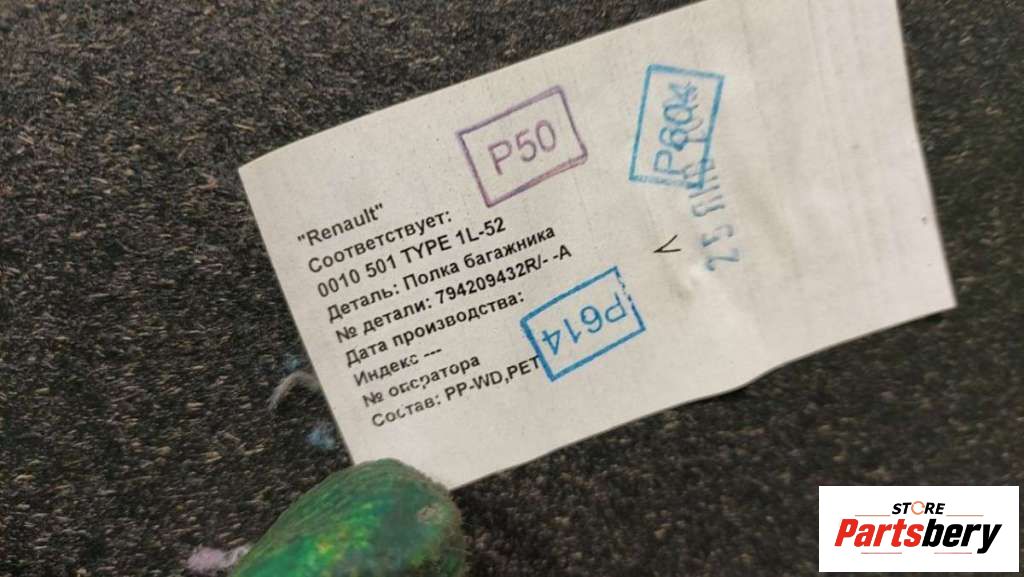 "Renault"
Соответствует:
0010 501 TYPE 1L-52
Деталь: Полка багажника
№ детали: 794209432R/- -A
Дата производства:
Индекс ---
№ оператора
Состав: PP-WD,PET
P50
P604
25
P614
STORE
Partsbery